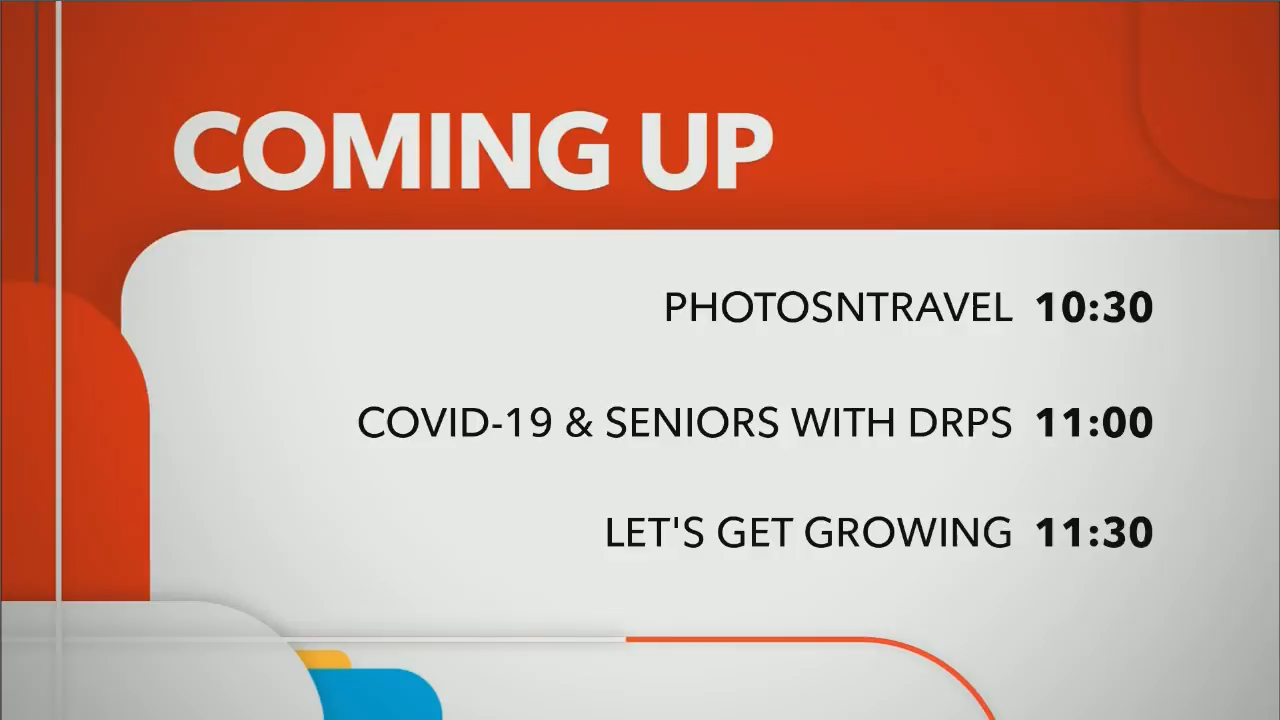 COMING UP
PHOTOSNTRAVEL 10:30
COVID-19 & SENIORS WITH DRPS 11:00
LET'S GET GROWING 11:30